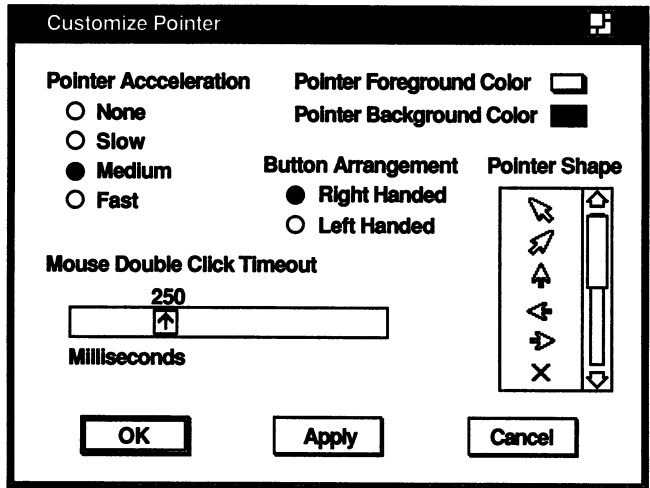 Customize Pointer
Pointer Accceleration
None
Slow
Medium
Fast
Pointer Foreground Color
Pointer Background Color
Button Arrangement
Right Handed
Left Handed
Pointer Shape
Mouse Double Click Timeout
250
Milliseconds
OK
Apply
Cancel